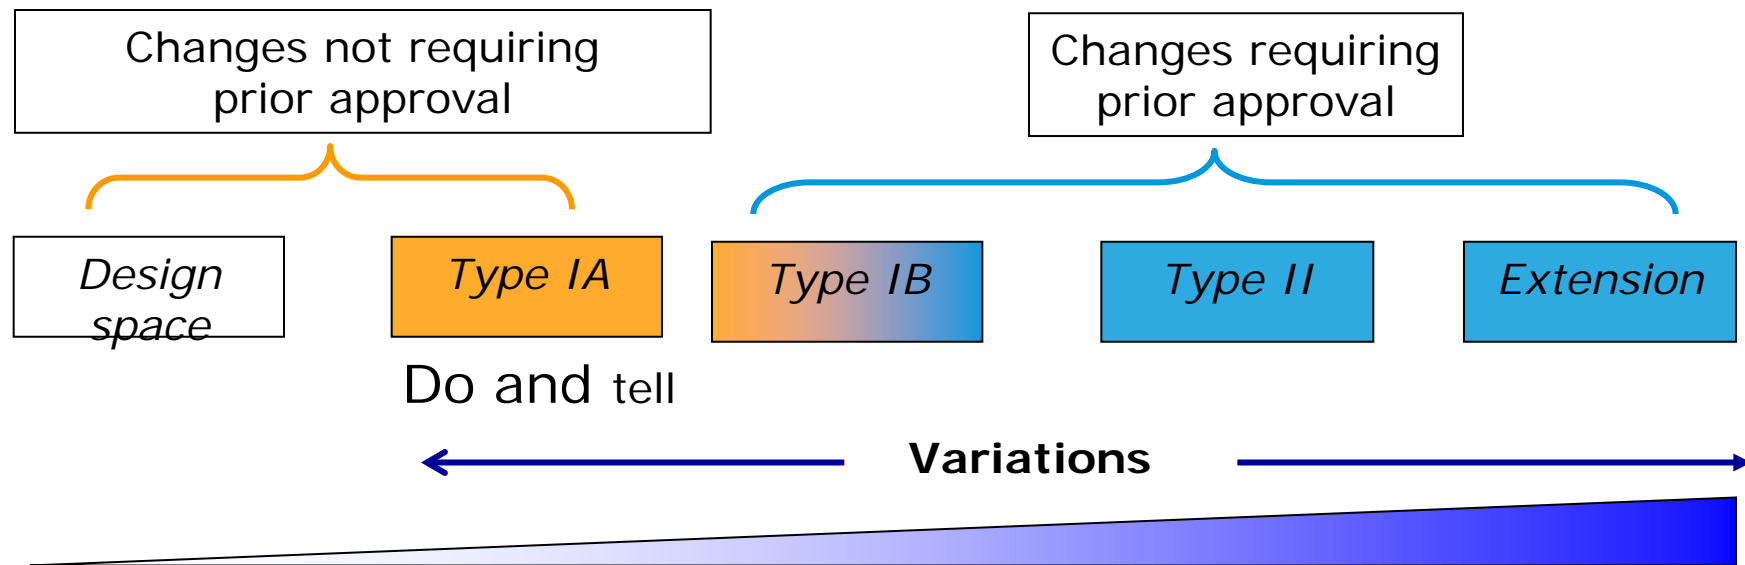 Changes not requiring
prior approval
Changes requiring
prior approval
Design
space
Type IA
Type IB
Type II
Extension
Do and tell
Variations